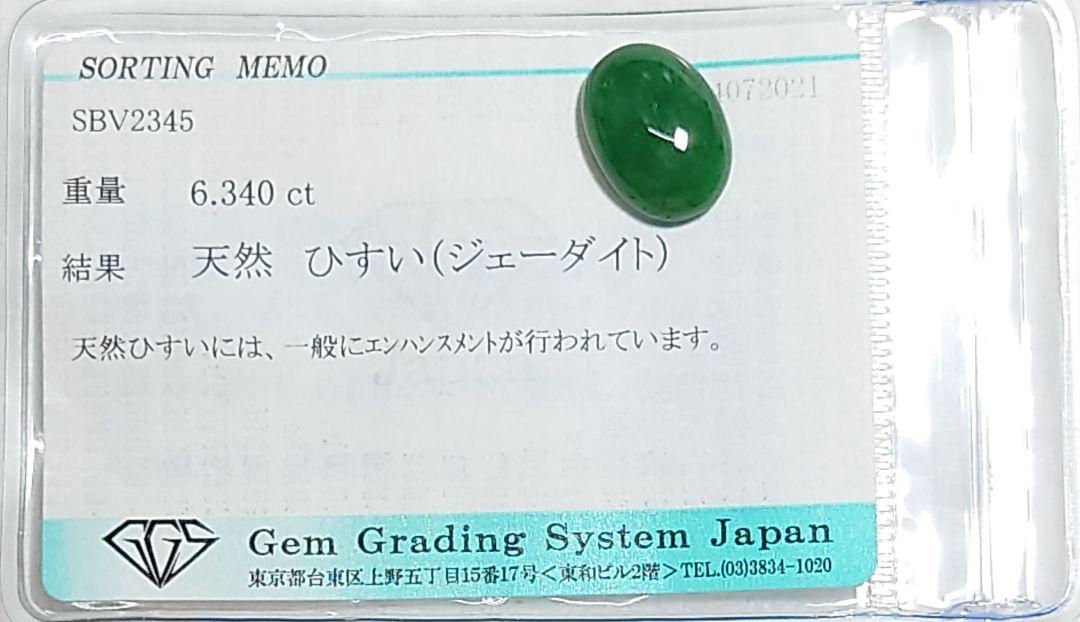 SORTING MEMO
4072021
SBV2345
重量 6.340 ct
結果 天然 ひすい(ジェーダイト)
天然ひすいには、一般にエンハンスメントが行われています。
GGS
Gem Grading System Japan
東京都台東区上野五丁目15番17号<東和ビル2階>TEL.(03)3834-1020